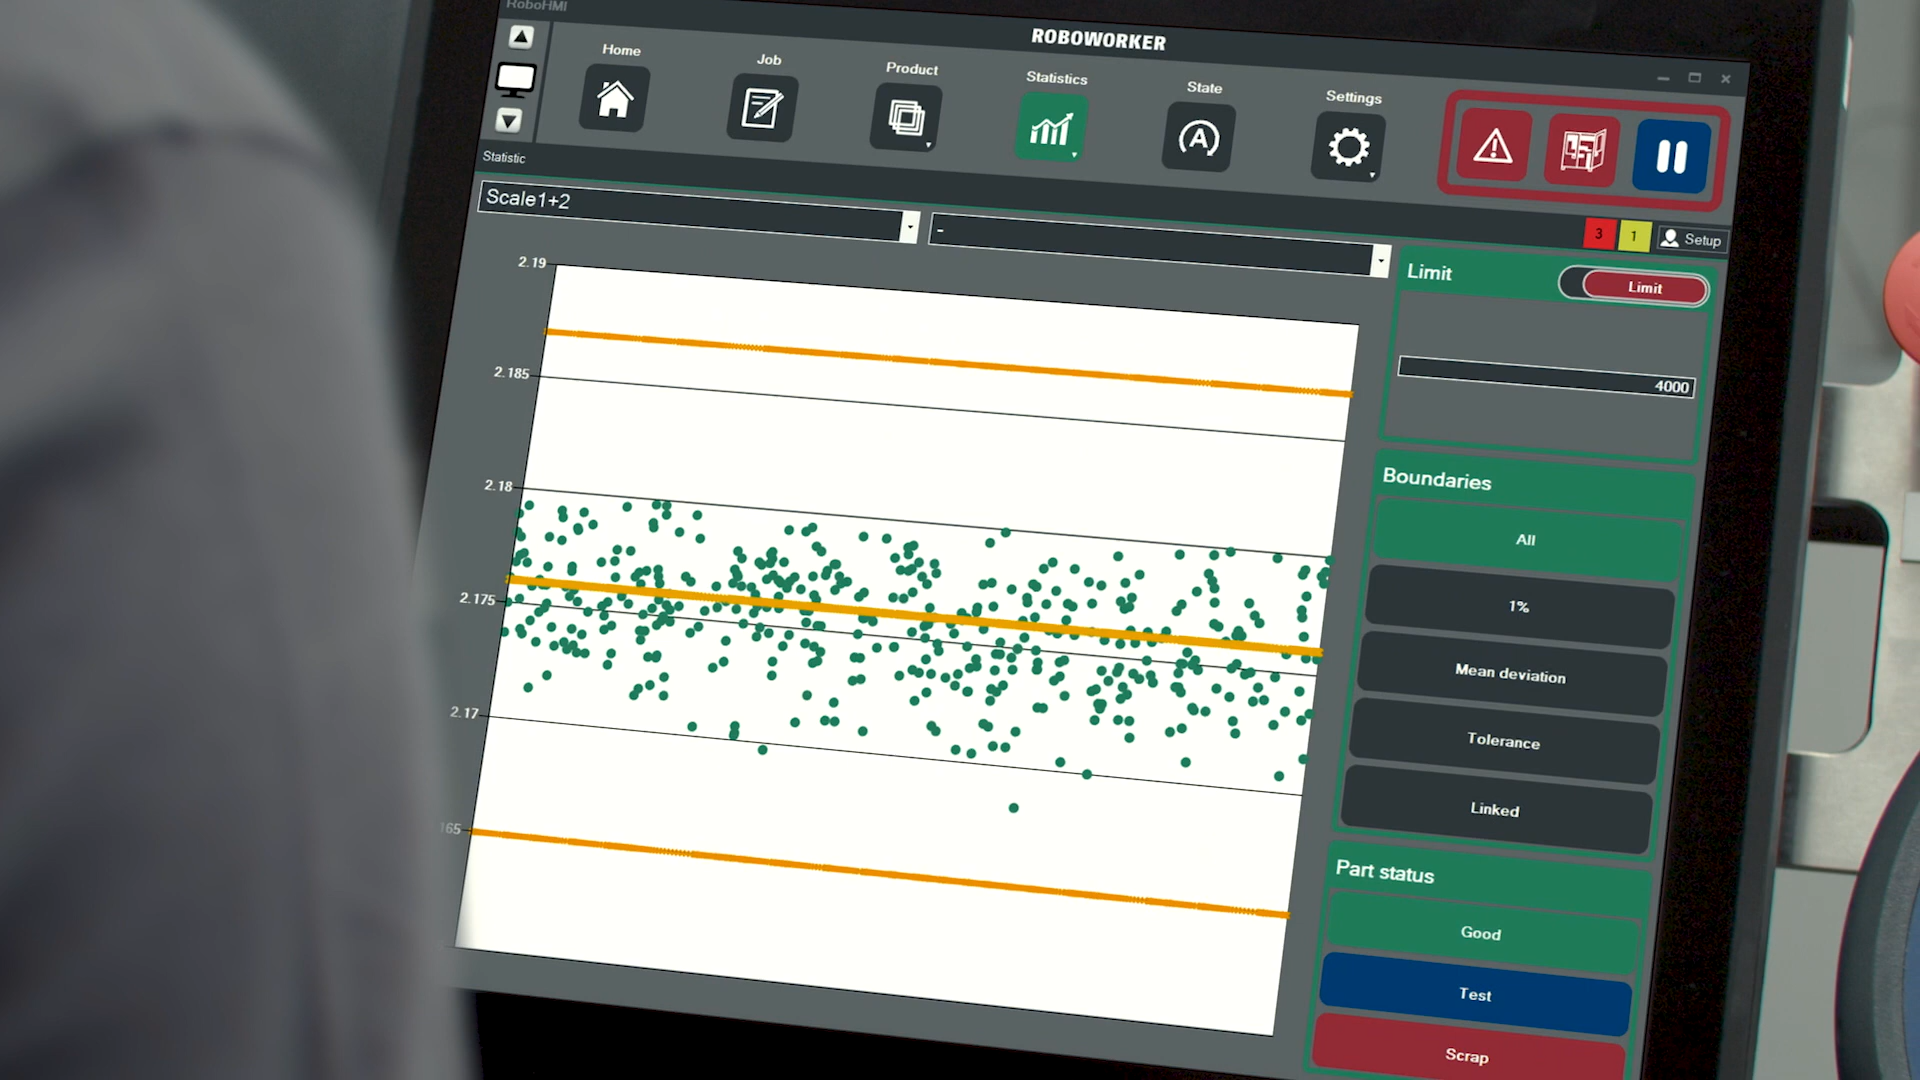 RoboHMI
ROBOWORKER
Home
Job
Product
Statistics
State
Settings
Statistic
Scale1+2
-
3
1
Setup
2.19
2.185
2.18
2.175
2.17
165
Limit
Limit
4000
Boundaries
All
1%
Mean deviation
Tolerance
Linked
Part status
Good
Test
Scrap